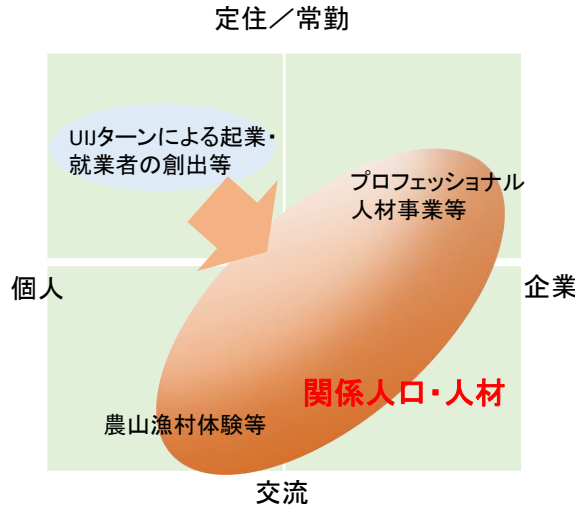 定住／常勤
UIJターンによる起業・
就業者の創出等
プロフェッショナル
人材事業等
個人
企業
関係人口・人材
農山漁村体験等
交流